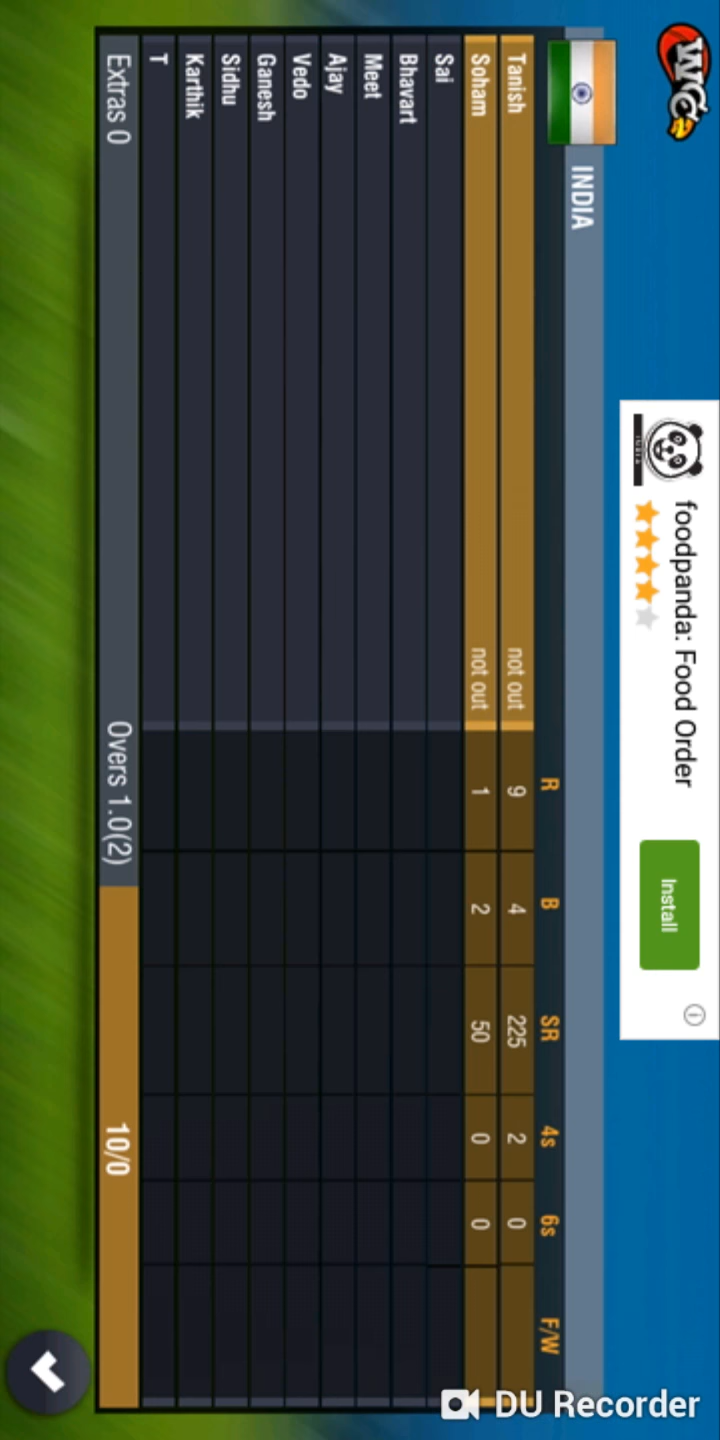 WCC2
foodpanda: Food Order
Install
INDIA
R B SR 4s 6s F/W
Tanish not out 9 4 225 2 0
Soham not out 1 2 50 0 0
Sai
Bhavart
Meet
Ajay
Vedo
Ganesh
Sidhu
Karthik
T
Extras 0 Overs 1.0(2) 10/0
DU Recorder